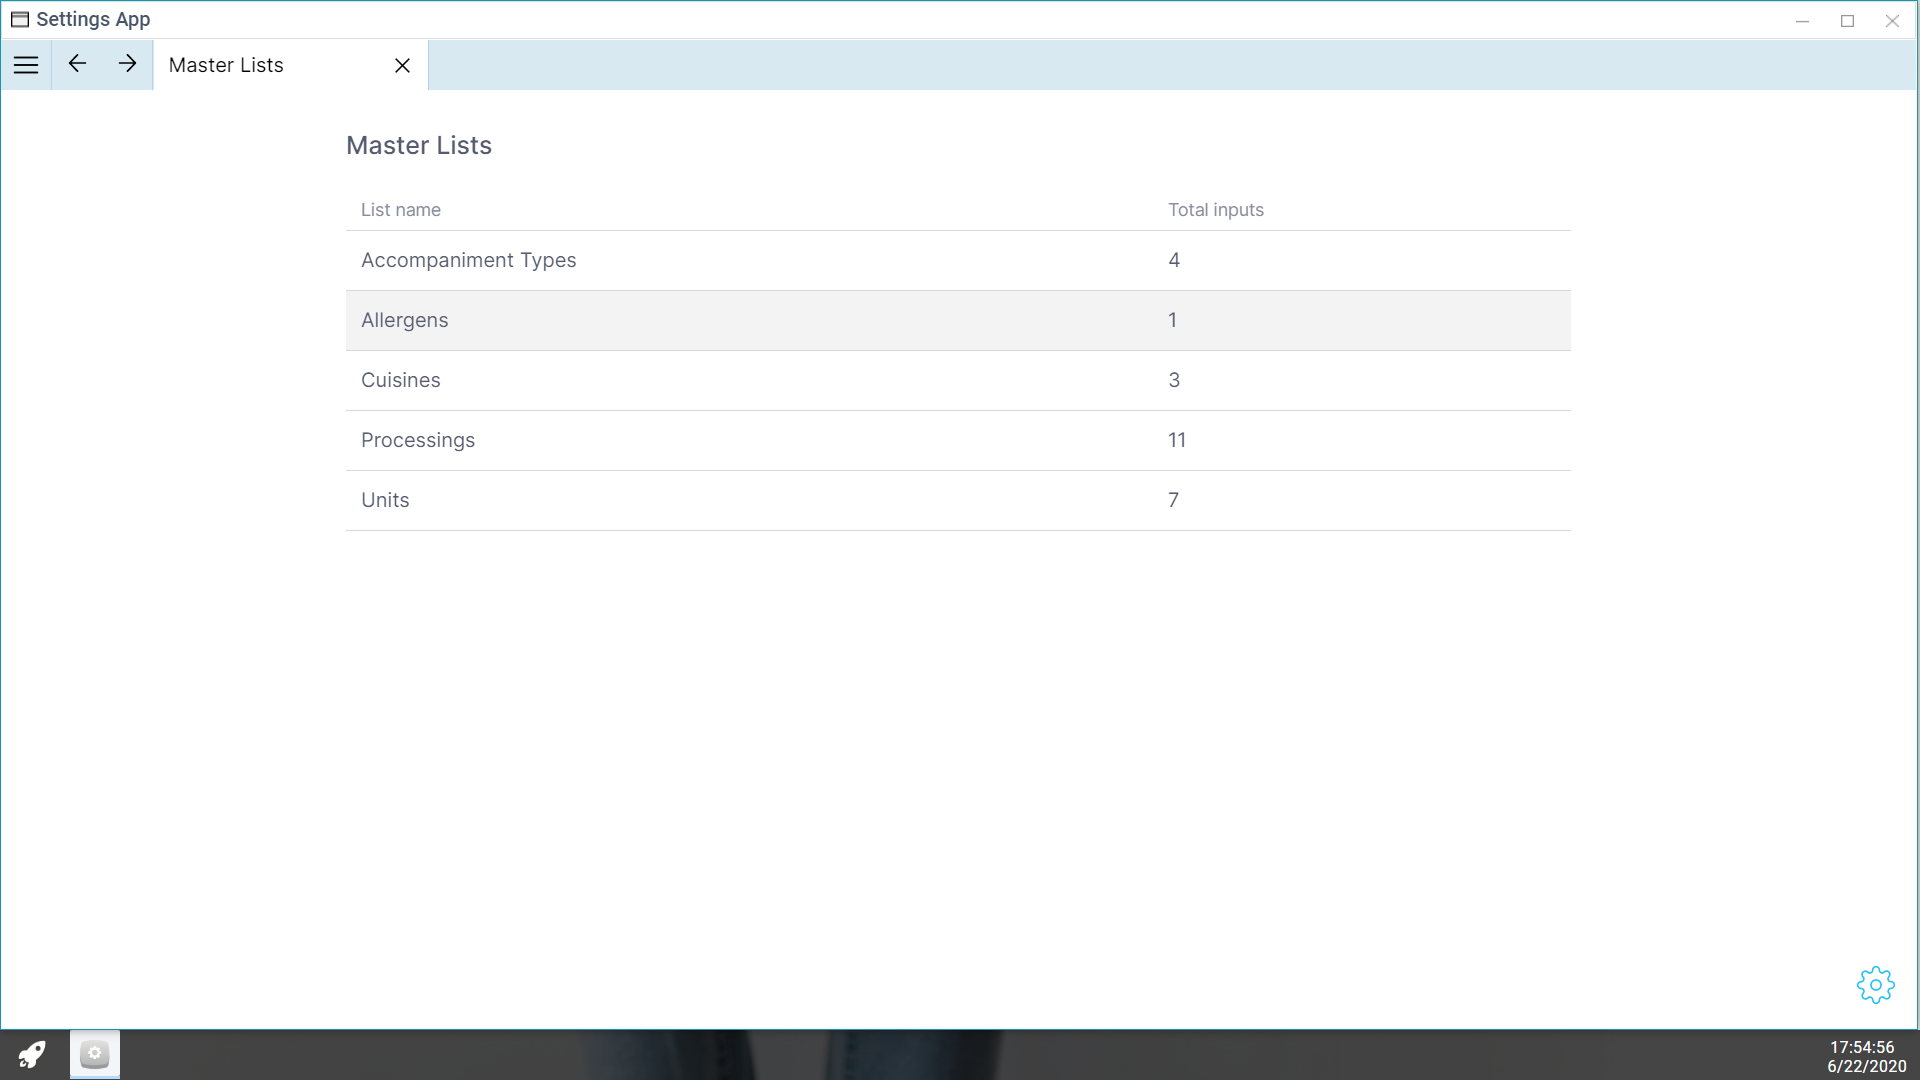 Settings App
Master Lists
Master Lists
List name Total inputs
Accompaniment Types 4
Allergens 1
Cuisines 3
Processings 11
Units 7
17:54:56
6/22/2020